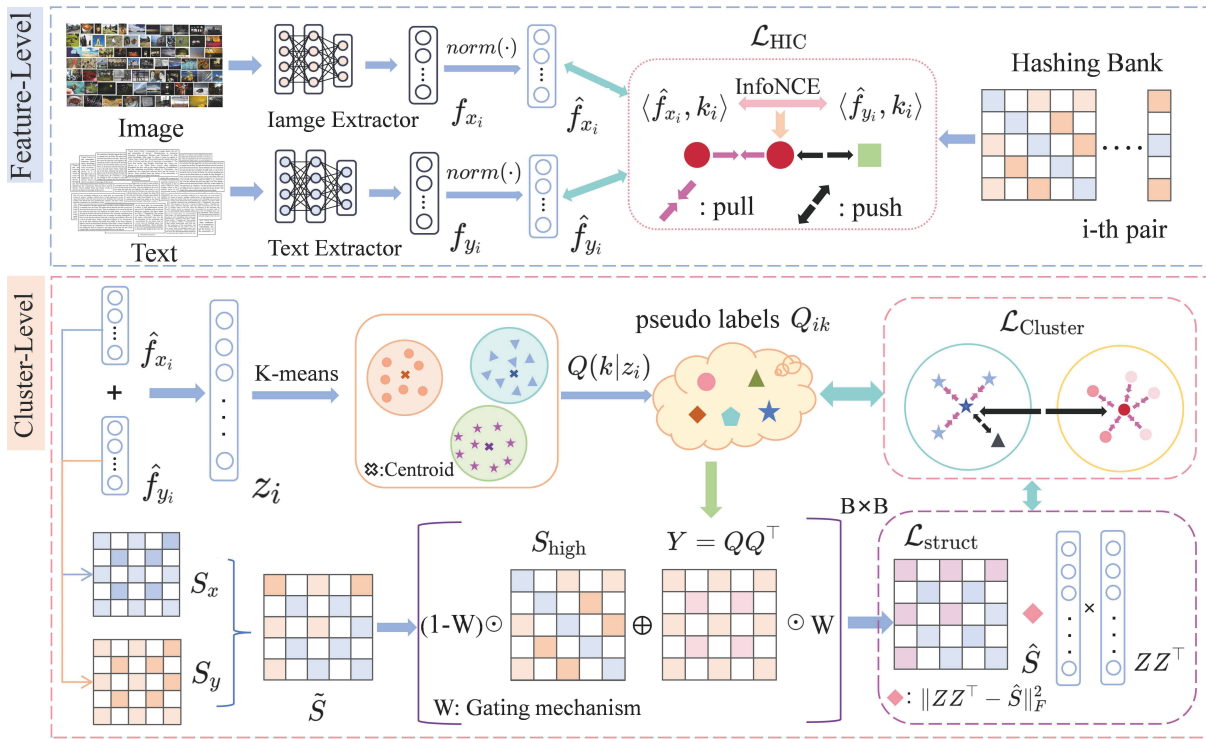 Feature-Level
Image
Text
Iamge Extractor
Text Extractor
f_{x_i}
f_{y_i}
norm(·)
norm(·)
\hat{f}_{x_i}
\hat{f}_{y_i}
\mathcal{L}_{HIC}
InfoNCE
⟨\hat{f}_{x_i}, k_i⟩
⟨\hat{f}_{y_i}, k_i⟩
: pull
: push
Hashing Bank
i-th pair
Cluster-Level
\hat{f}_{x_i}
+
\hat{f}_{y_i}
z_i
K-means
:Centroid
Q(k|z_i)
pseudo labels Q_{ik}
\mathcal{L}_{Cluster}
S_x
S_y
\tilde{S}
(1-W)⊙
S_{high}
⊕
Y = QQ^⊤
⊙ W
W: Gating mechanism
B×B
\mathcal{L}_{struct}
\hat{S}
×
ZZ^⊤
: ‖ZZ^⊤ − \hat{S}‖_F^2